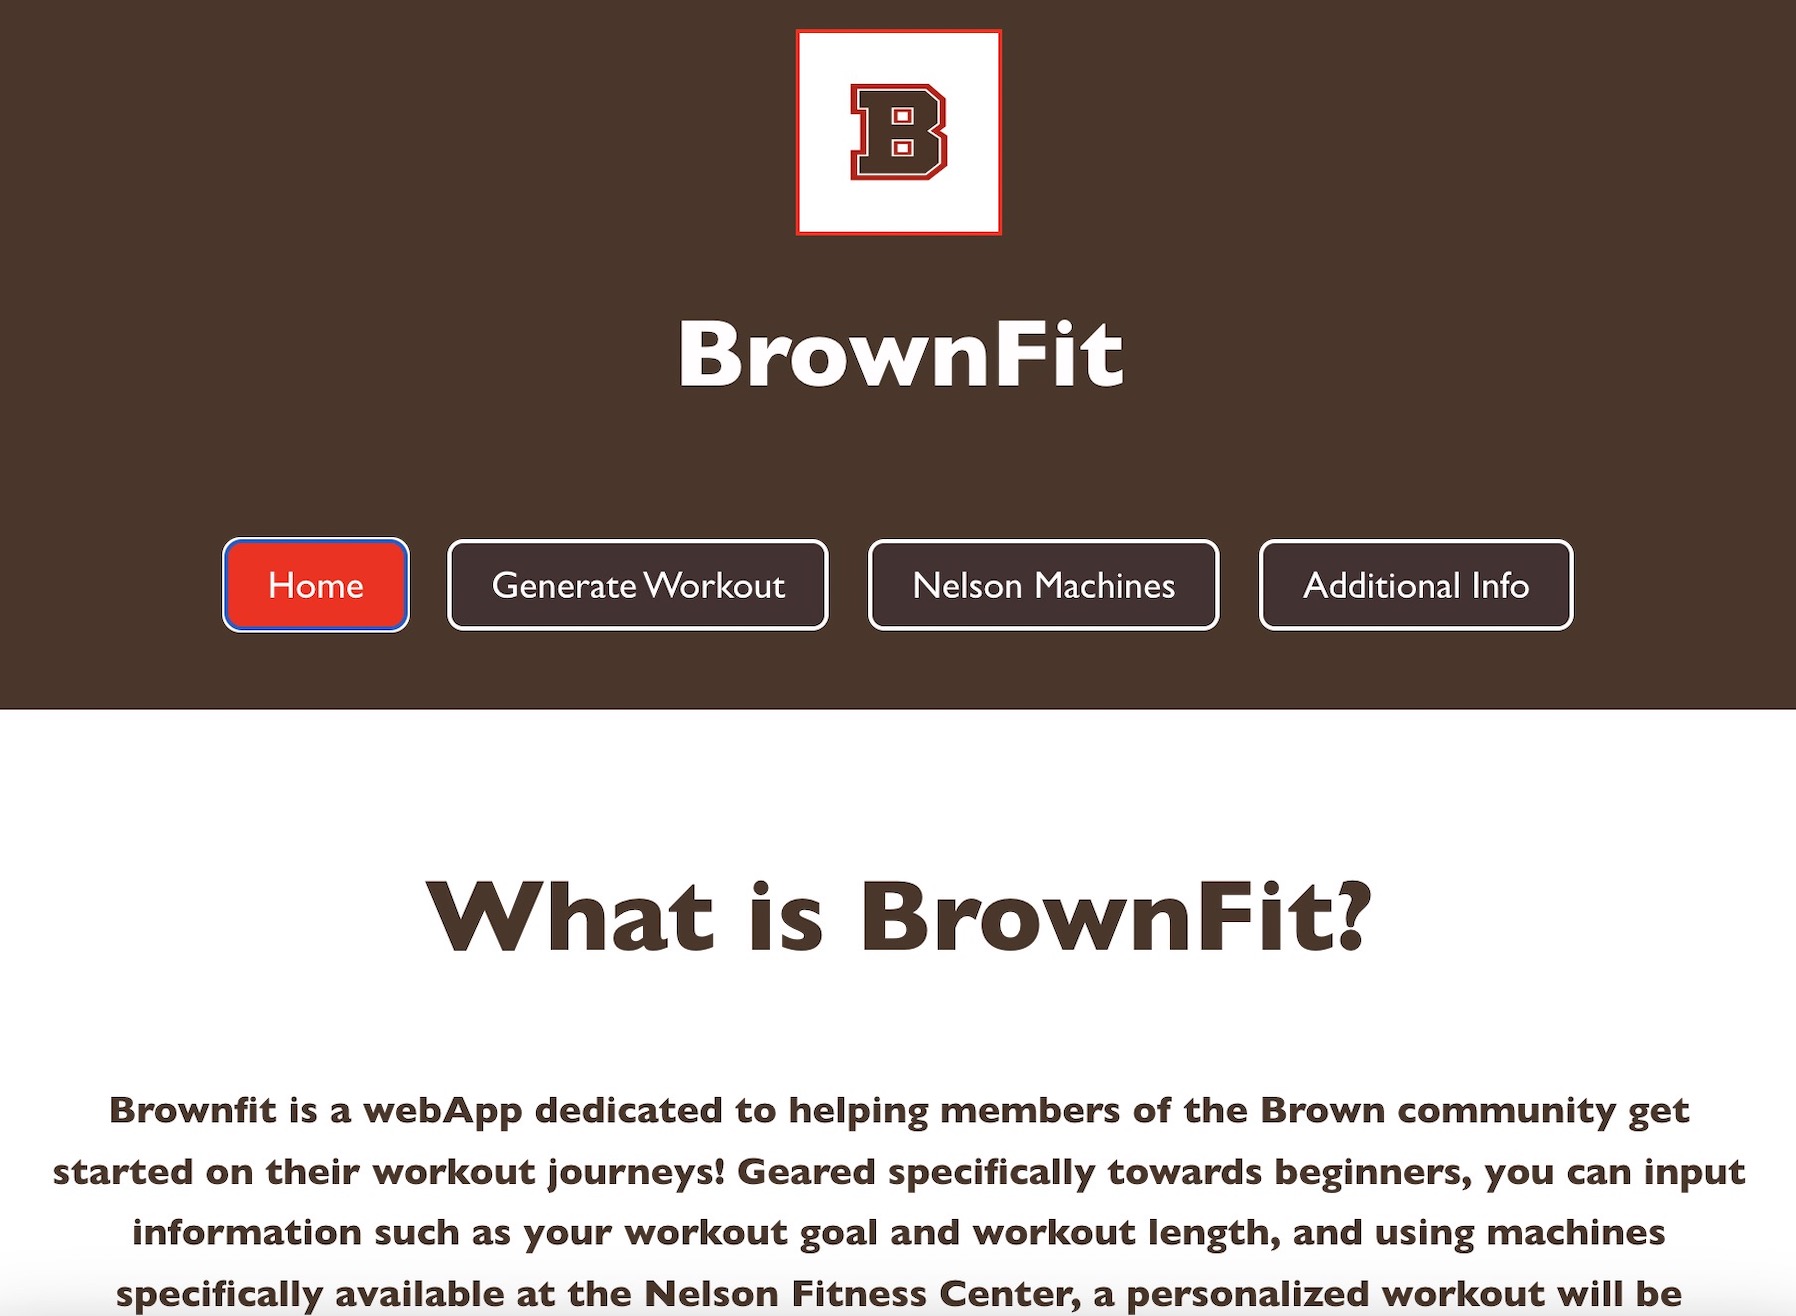 B
BrownFit
Home
Generate Workout
Nelson Machines
Additional Info
What is BrownFit?
Brownfit is a webApp dedicated to helping members of the Brown community get
started on their workout journeys! Geared specifically towards beginners, you can input
information such as your workout goal and workout length, and using machines
specifically available at the Nelson Fitness Center, a personalized workout will be